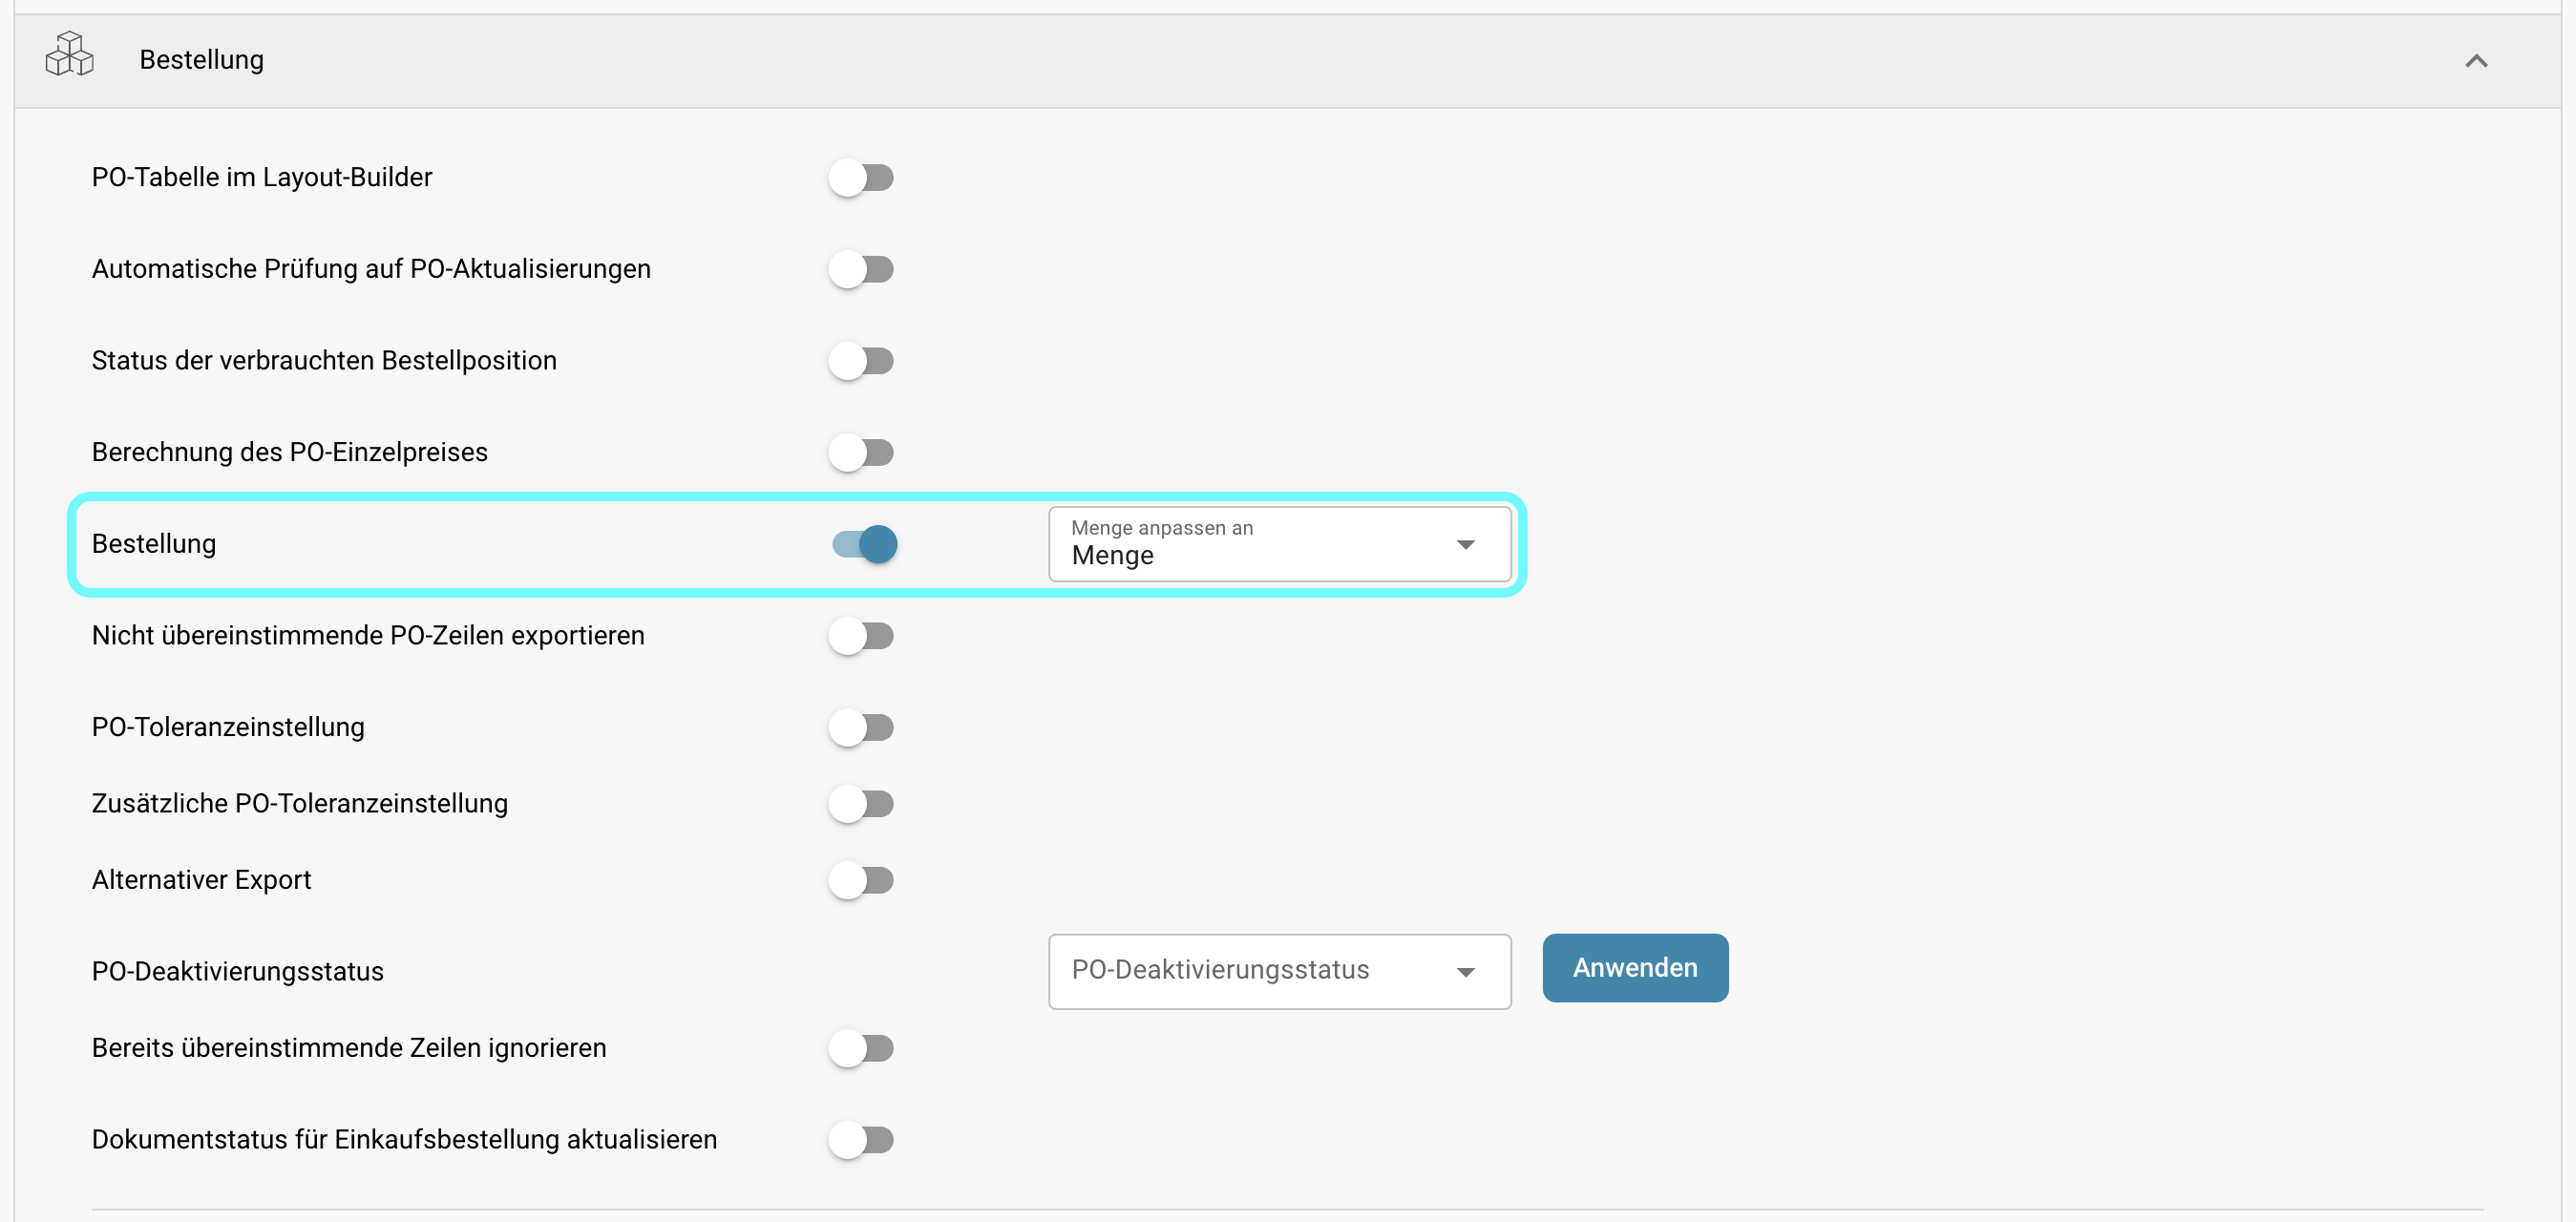 Bestellung
PO-Tabelle im Layout-Builder
Automatische Prüfung auf PO-Aktualisierungen
Status der verbrauchten Bestellposition
Berechnung des PO-Einzelpreises
Bestellung
Menge anpassen an
Menge
Nicht übereinstimmende PO-Zeilen exportieren
PO-Toleranzeinstellung
Zusätzliche PO-Toleranzeinstellung
Alternativer Export
PO-Deaktivierungsstatus
PO-Deaktivierungsstatus
Anwenden
Bereits übereinstimmende Zeilen ignorieren
Dokumentstatus für Einkaufsbestellung aktualisieren